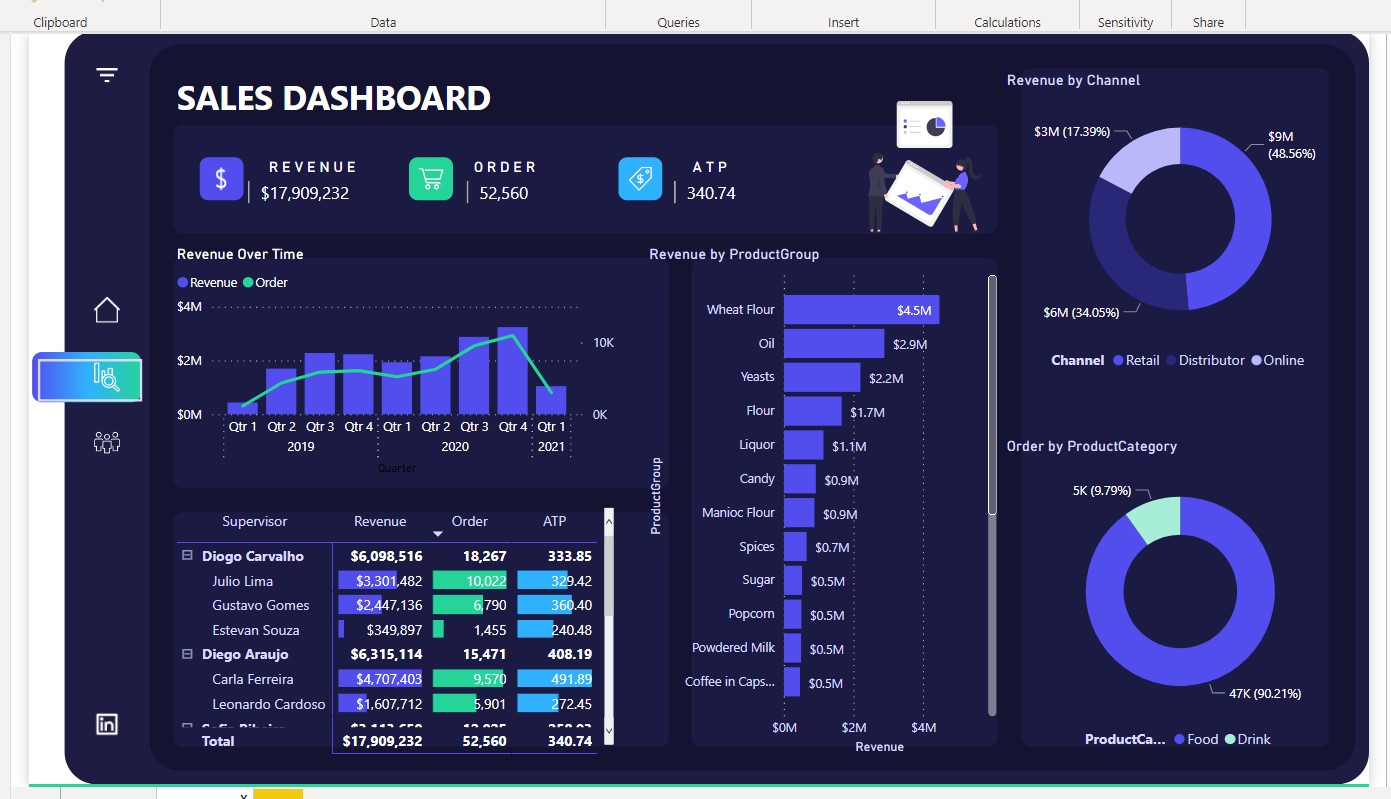 Clipboard
Data
Queries
Insert
Calculations
Sensitivity
Share
SALES DASHBOARD
REVENUE
$17,909,232
ORDER
52,560
ATP
340.74
Revenue Over Time
Revenue Order
$4M
$2M
$0M
10K
0K
Qtr 1 Qtr 2 Qtr 3 Qtr 4 Qtr 1 Qtr 2 Qtr 3 Qtr 4 Qtr 1
2019 2020 2021
Quarter
Supervisor Revenue Order ATP
Diogo Carvalho $6,098,516 18,267 333.85
Julio Lima $3,301,482 10,022 329.42
Gustavo Gomes $2,447,136 6,790 360.40
Estevan Souza $349,897 1,455 240.48
Diego Araujo $6,315,114 15,471 408.19
Carla Ferreira $4,707,403 9,570 491.89
Leonardo Cardoso $1,607,712 5,901 272.45
Total $17,909,232 52,560 340.74
Revenue by ProductGroup
ProductGroup
Wheat Flour $4.5M
Oil $2.9M
Yeasts $2.2M
Flour $1.7M
Liquor $1.1M
Candy $0.9M
Manioc Flour $0.9M
Spices $0.7M
Sugar $0.5M
Popcorn $0.5M
Powdered Milk $0.5M
Coffee in Caps... $0.5M
$0M $2M $4M
Revenue
Revenue by Channel
$3M (17.39%)
$9M
(48.56%)
$6M (34.05%)
Channel Retail Distributor Online
Order by ProductCategory
5K (9.79%)
47K (90.21%)
ProductCa... Food Drink
in